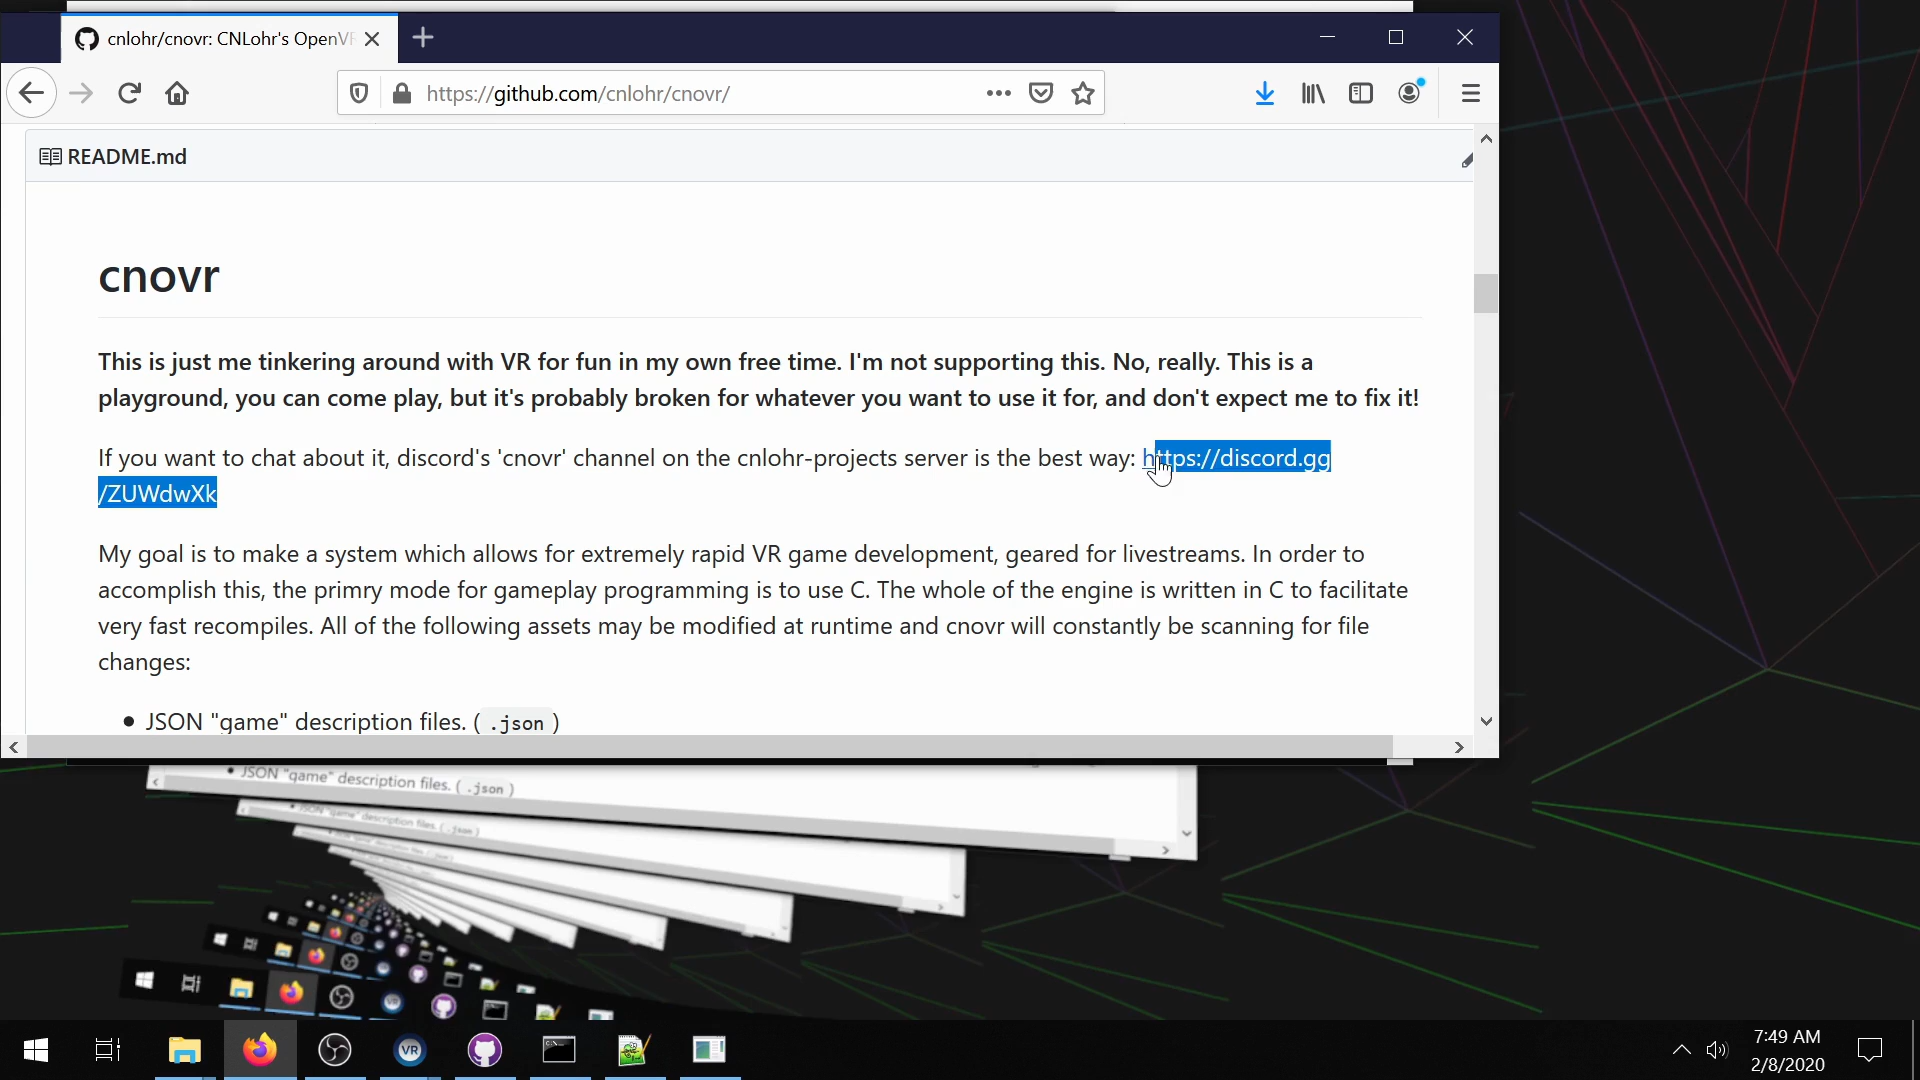 cnlohr/cnovr: CNLohr's OpenVR
https://github.com/cnlohr/cnovr/
README.md
cnovr
This is just me tinkering around with VR for fun in my own free time. I'm not supporting this. No, really. This is a
playground, you can come play, but it's probably broken for whatever you want to use it for, and don't expect me to fix it!
If you want to chat about it, discord's 'cnovr' channel on the cnlohr-projects server is the best way: https://discord.gg
/ZUWdwXk
My goal is to make a system which allows for extremely rapid VR game development, geared for livestreams. In order to
accomplish this, the primry mode for gameplay programming is to use C. The whole of the engine is written in C to facilitate
very fast recompiles. All of the following assets may be modified at runtime and cnovr will constantly be scanning for file
changes:
JSON "game" description files. ( .json )
JSON "game" description files. ( .json )
JSON "game" description files. ( .json )
VR
VR
7:49 AM
2/8/2020